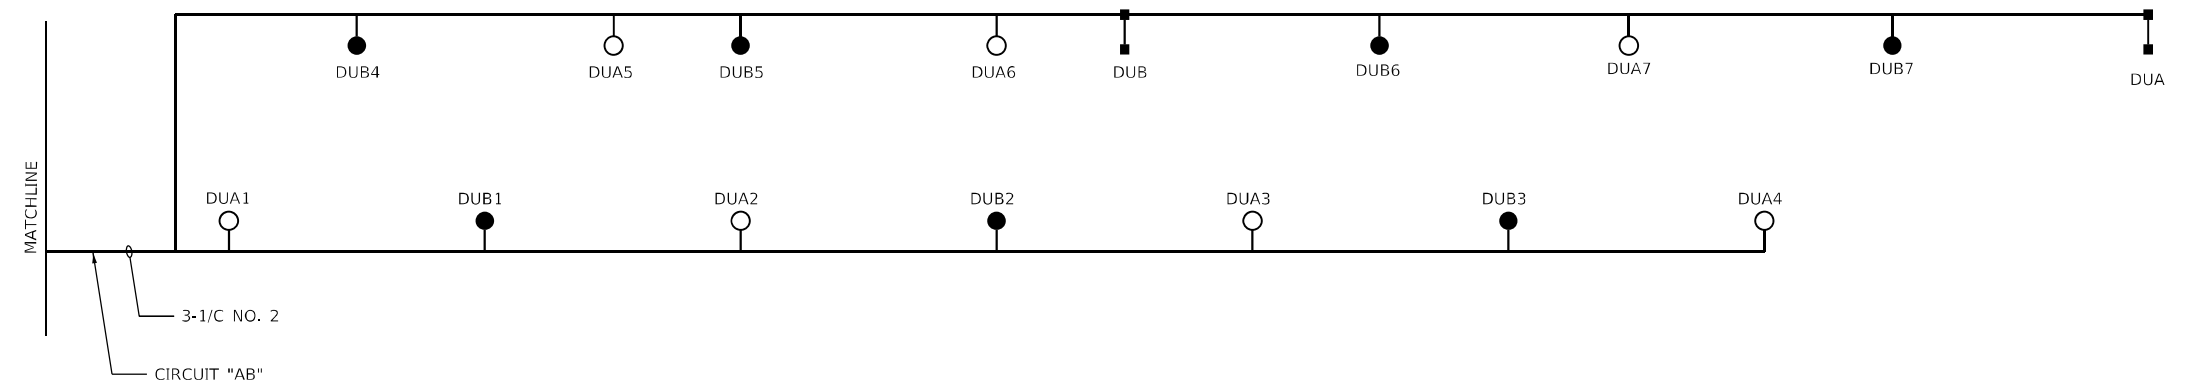 DUB4
DUA5
DUB5
DUA6
DUB
DUB6
DUA7
DUB7
DUA
MATCHLINE
DUA1
DUB1
DUA2
DUB2
DUA3
DUB3
DUA4
3-1/C NO. 2
CIRCUIT "AB"